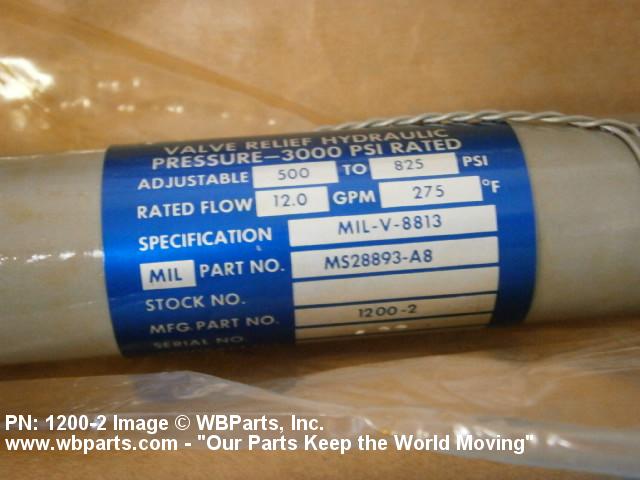 VALVE RELIEF HYDRAULIC
PRESSURE-3000 PSI RATED
ADJUSTABLE 500 TO 825 PSI
RATED FLOW 12.0 GPM 275 °F
SPECIFICATION MIL-V-8813
MIL PART NO. MS28893-A8
STOCK NO.
MFG. PART NO. 1200-2
SERIAL NO.
PN: 1200-2 Image © WBParts, Inc.
www.wbparts.com - "Our Parts Keep the World Moving"